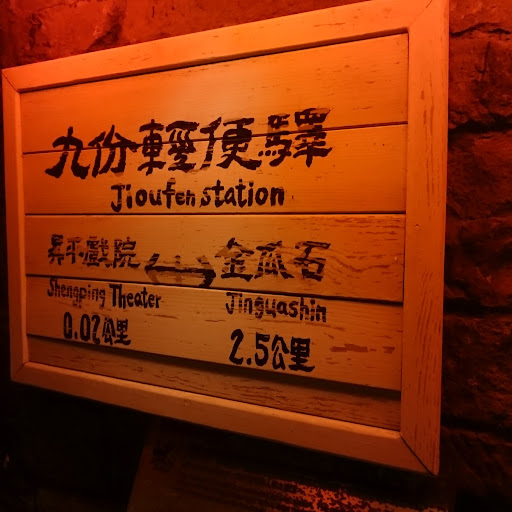 九份輕便驛
Jioufen station
昇平戲院 ←→ 金瓜石
Shengping Theater Jinguashin
0.02公里 2.5公里